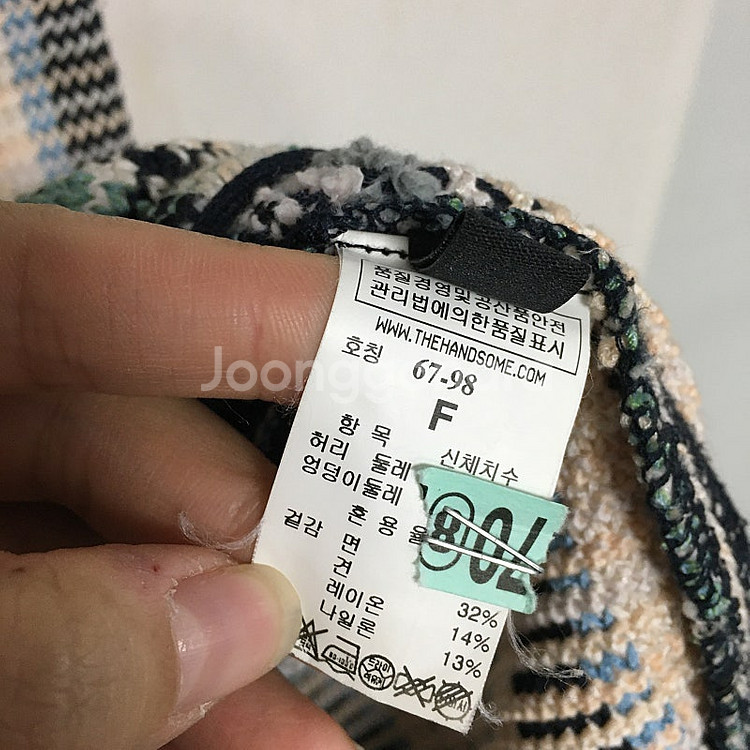 품질경영및공산품안전
관리법에의한품질표시
WWW.THEHANDSOME.COM
호칭 67-98
F
항 목 신체치수
허리 둘레
엉덩이둘레
혼 용 율
겉감 면
견 32%
레이온 14%
나일론 13%
드라이